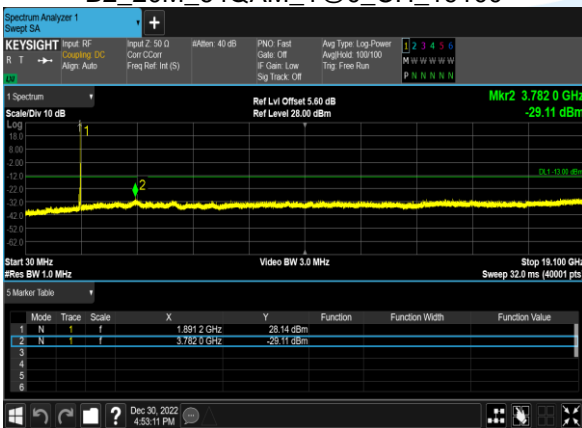 Spectrum Analyzer 1
Swept SA
+
KEYSIGHT Input: RF Input Z: 50 Ω #Atten: 40 dB PNO: Fast Avg Type: Log-Power 1 2 3 4 5 6
R T Coupling: DC Corr CCorr Gate: Off Avg|Hold: 100/100 M W W W W W
Align: Auto Freq Ref: Int (S) IF Gain: Low Trig: Free Run
Sig Track: Off P N N N N N
LW
1 Spectrum Ref Lvl Offset 5.60 dB Mkr2 3.782 0 GHz
Scale/Div 10 dB Ref Level 28.00 dBm -29.11 dBm
Log
18.0
8.00
-2.00
-12.0
-22.0
-32.0
-42.0
-52.0
-62.0
1
2
DL1 -13.00 dBm
Start 30 MHz Video BW 3.0 MHz Stop 19.100 GHz
#Res BW 1.0 MHz Sweep 32.0 ms (40001 pts)
5 Marker Table
Mode Trace Scale X Y Function Function Width Function Value
1 N 1 f 1.891 2 GHz 28.14 dBm
2 N 1 f 3.782 0 GHz -29.11 dBm
3
4
5
6
? Dec 30, 2022
4:53:11 PM